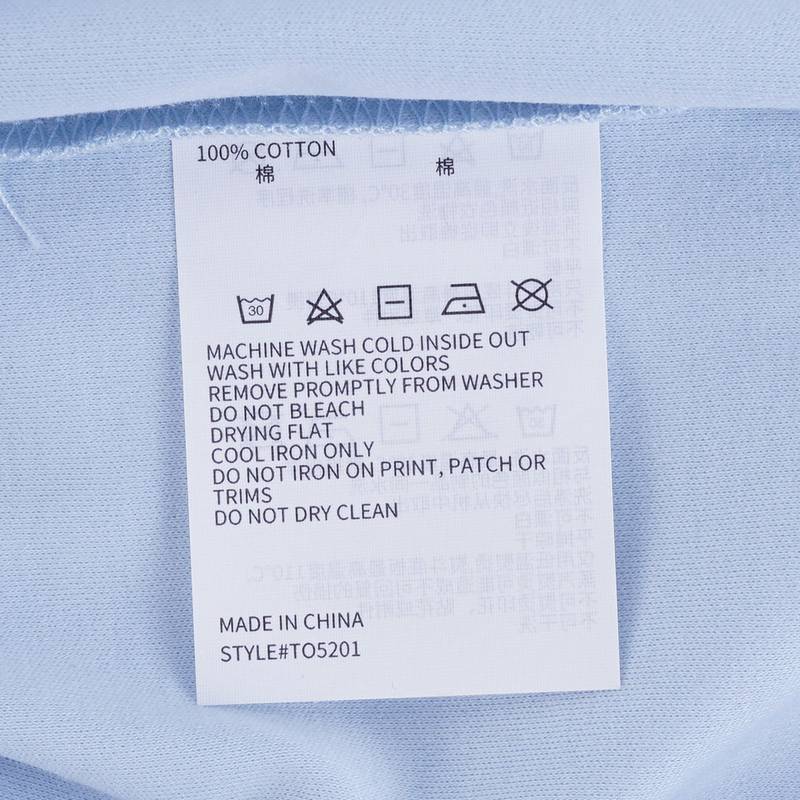 100% COTTON
棉 棉
30
MACHINE WASH COLD INSIDE OUT
WASH WITH LIKE COLORS
REMOVE PROMPTLY FROM WASHER
DO NOT BLEACH
DRYING FLAT
COOL IRON ONLY
DO NOT IRON ON PRINT, PATCH OR
TRIMS
DO NOT DRY CLEAN
MADE IN CHINA
STYLE#TO5201